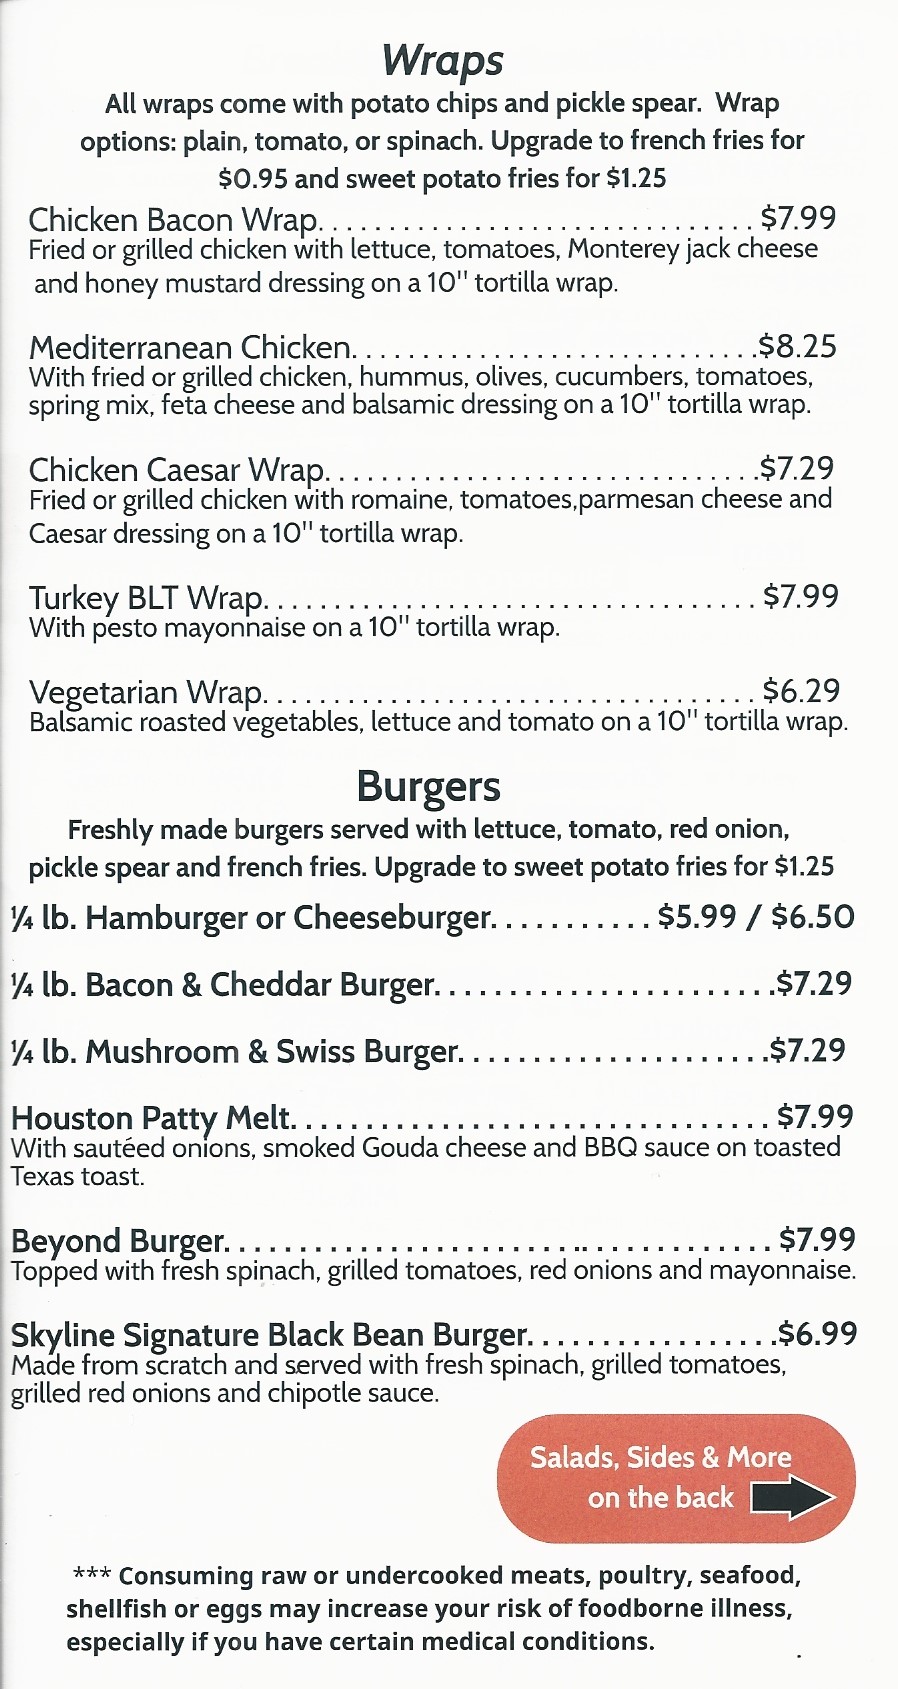 Wraps
All wraps come with potato chips and pickle spear. Wrap
options: plain, tomato, or spinach. Upgrade to french fries for
$0.95 and sweet potato fries for $1.25
Chicken Bacon Wrap. . . . . . . . . . . . . . . . . . . . . . . . . . . . . . . $7.99
Fried or grilled chicken with lettuce, tomatoes, Monterey jack cheese
and honey mustard dressing on a 10" tortilla wrap.
Mediterranean Chicken. . . . . . . . . . . . . . . . . . . . . . . . . . . . .$8.25
With fried or grilled chicken, hummus, olives, cucumbers, tomatoes,
spring mix, feta cheese and balsamic dressing on a 10" tortilla wrap.
Chicken Caesar Wrap. . . . . . . . . . . . . . . . . . . . . . . . . . . . . . .$7.29
Fried or grilled chicken with romaine, tomatoes,parmesan cheese and
Caesar dressing on a 10" tortilla wrap.
Turkey BLT Wrap. . . . . . . . . . . . . . . . . . . . . . . . . . . . . . . . . . . $7.99
With pesto mayonnaise on a 10" tortilla wrap.
Vegetarian Wrap. . . . . . . . . . . . . . . . . . . . . . . . . . . . . . . . . . . $6.29
Balsamic roasted vegetables, lettuce and tomato on a 10" tortilla wrap.
Burgers
Freshly made burgers served with lettuce, tomato, red onion,
pickle spear and french fries. Upgrade to sweet potato fries for $1.25
¼ lb. Hamburger or Cheeseburger. . . . . . . . . . . $5.99 / $6.50
¼ lb. Bacon & Cheddar Burger. . . . . . . . . . . . . . . . . . . . . . .$7.29
¼ lb. Mushroom & Swiss Burger. . . . . . . . . . . . . . . . . . . . .$7.29
Houston Patty Melt. . . . . . . . . . . . . . . . . . . . . . . . . . . . . . . . $7.99
With sautéed onions, smoked Gouda cheese and BBQ sauce on toasted
Texas toast.
Beyond Burger. . . . . . . . . . . . . . . . . . . . . . . .. . . . . . . . . . . . . $7.99
Topped with fresh spinach, grilled tomatoes, red onions and mayonnaise.
Skyline Signature Black Bean Burger. . . . . . . . . . . . . . . . .$6.99
Made from scratch and served with fresh spinach, grilled tomatoes,
grilled red onions and chipotle sauce.
Salads, Sides & More
on the back
*** Consuming raw or undercooked meats, poultry, seafood,
shellfish or eggs may increase your risk of foodborne illness,
especially if you have certain medical conditions.